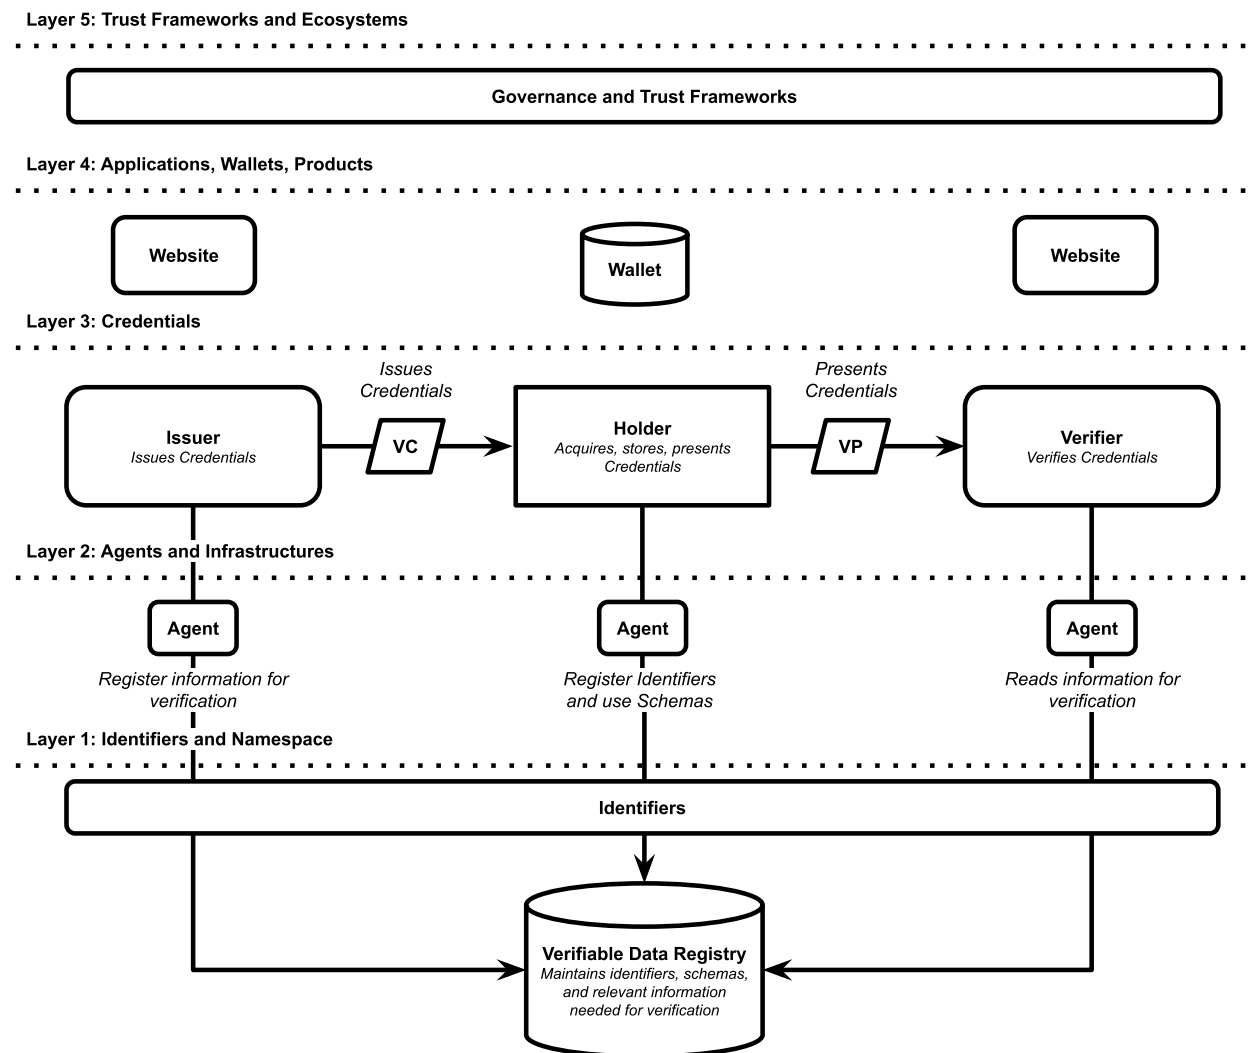 Layer 5: Trust Frameworks and Ecosystems
Governance and Trust Frameworks
Layer 4: Applications, Wallets, Products
Website
Wallet
Website
Layer 3: Credentials
Issues
Credentials
Presents
Credentials
Issuer
Issues Credentials
VC
Holder
Acquires, stores, presents
Credentials
VP
Verifier
Verifies Credentials
Layer 2: Agents and Infrastructures
Agent
Agent
Agent
Register information for
verification
Register Identifiers
and use Schemas
Reads information for
verification
Layer 1: Identifiers and Namespace
Identifiers
Verifiable Data Registry
Maintains identifiers, schemas,
and relevant information
needed for verification